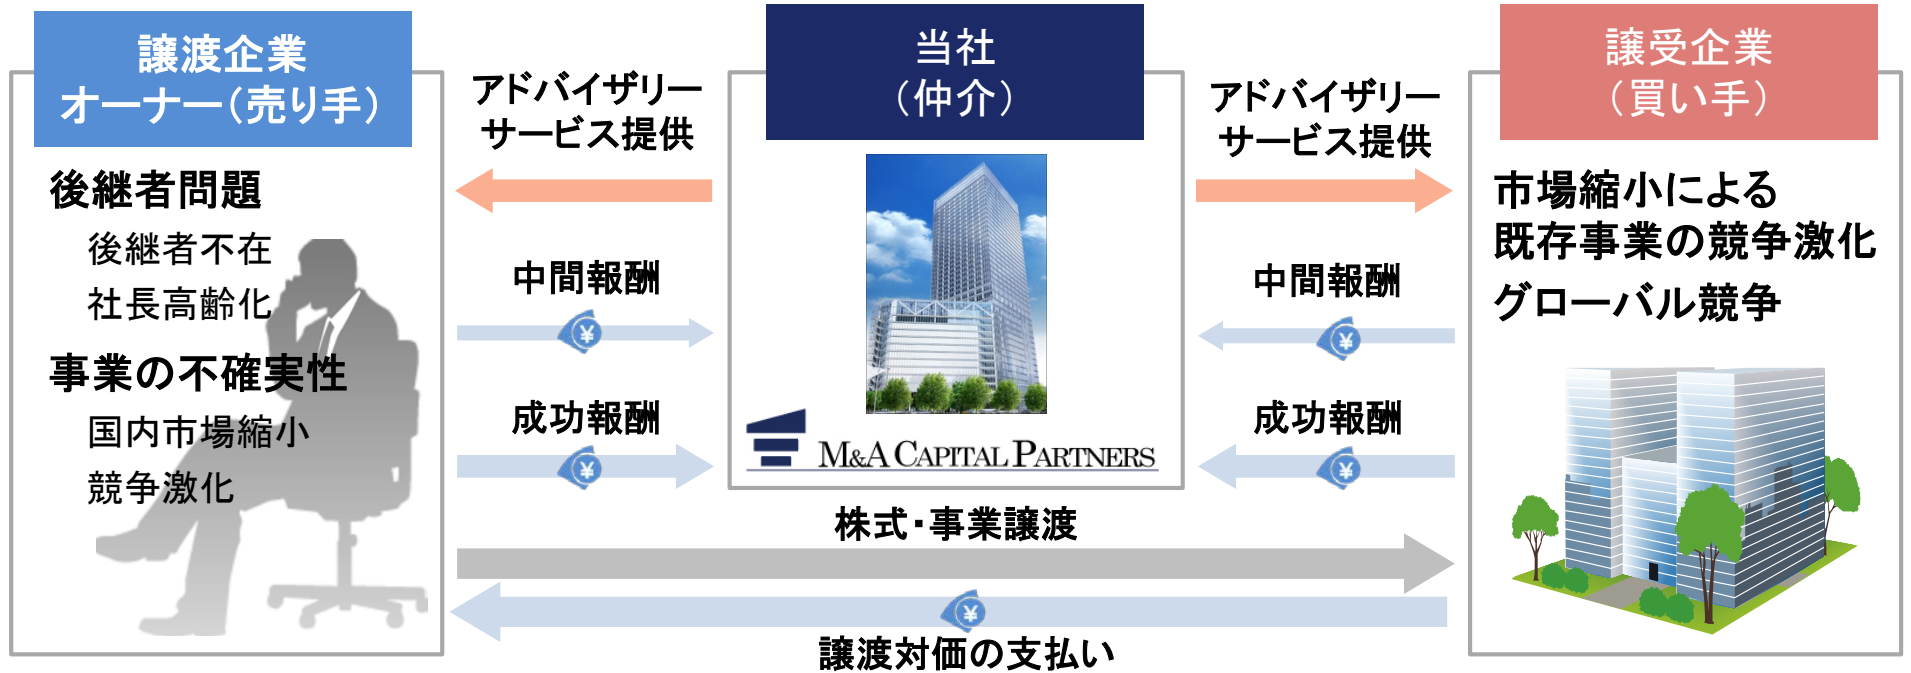 譲渡企業
オーナー（売り手）
後継者問題
後継者不在
社長高齢化
事業の不確実性
国内市場縮小
競争激化
アドバイザリー
サービス提供
中間報酬
¥
成功報酬
¥
当社
（仲介）
M&A CAPITAL PARTNERS
アドバイザリー
サービス提供
中間報酬
¥
成功報酬
¥
譲受企業
（買い手）
市場縮小による
既存事業の競争激化
グローバル競争
株式・事業譲渡
¥
譲渡対価の支払い